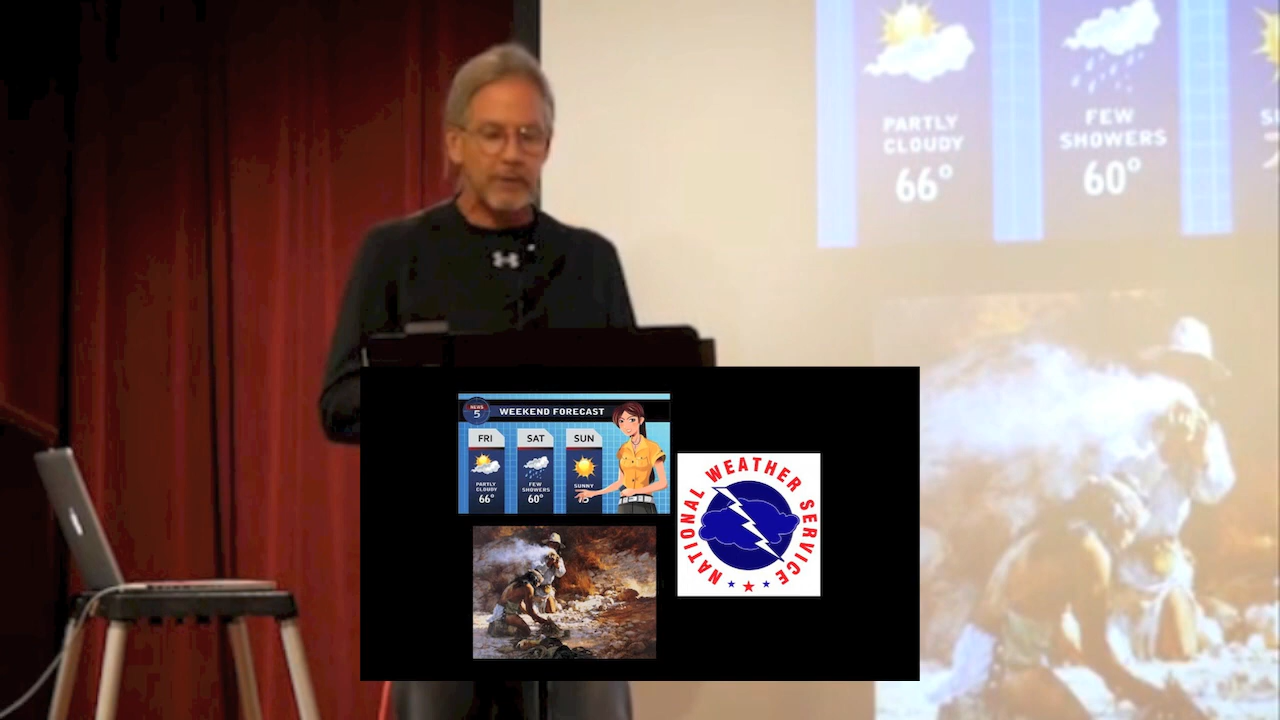 PARTLY
CLOUDY
66°
FEW
SHOWERS
60°
NEWS
5
WEEKEND FORECAST
FRI
SAT
SUN
PARTLY
CLOUDY
66°
FEW
SHOWERS
60°
SUNNY
NATIONAL WEATHER SERVICE